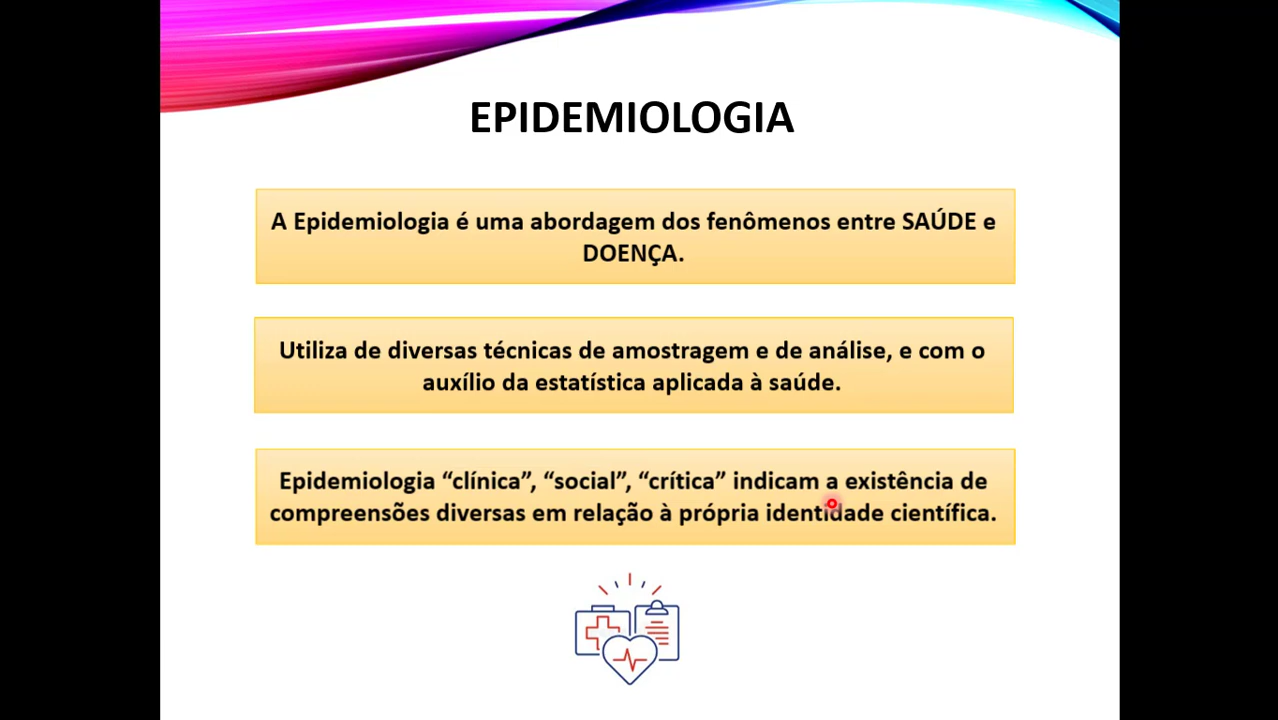 EPIDEMIOLOGIA
A Epidemiologia é uma abordagem dos fenômenos entre SAÚDE e
DOENÇA.
Utiliza de diversas técnicas de amostragem e de análise, e com o
auxílio da estatística aplicada à saúde.
Epidemiologia “clínica”, “social”, “crítica” indicam a existência de
compreensões diversas em relação à própria identidade científica.